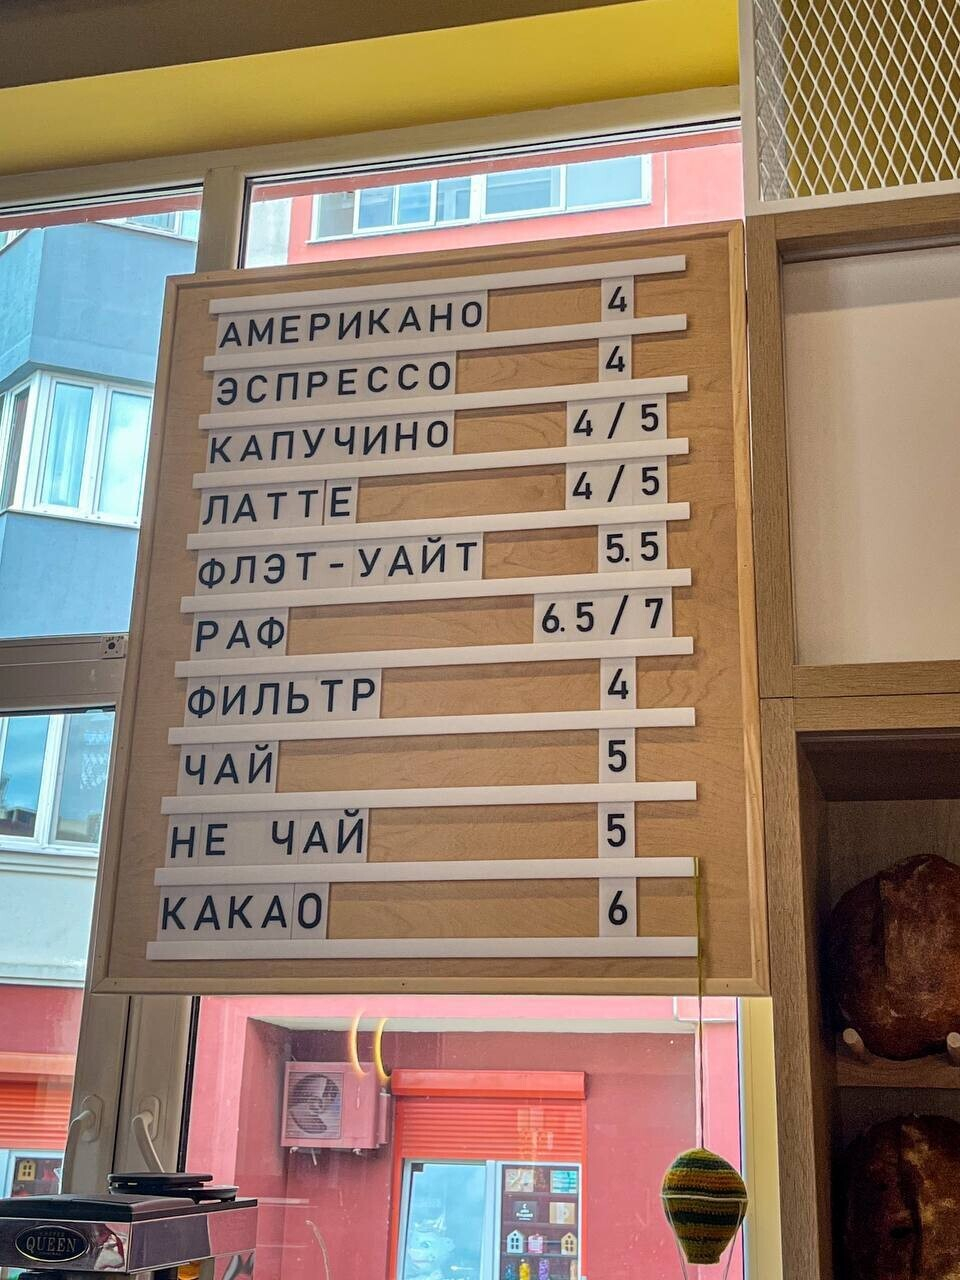 АМЕРИКАНО 4
ЭСПРЕССО 4
КАПУЧИНО 4/5
ЛАТТЕ 4/5
ФЛЭТ-УАЙТ 5.5
РАФ 6.5/7
ФИЛЬТР 4
ЧАЙ 5
НЕ ЧАЙ 5
КАКАО 6
QUEEN